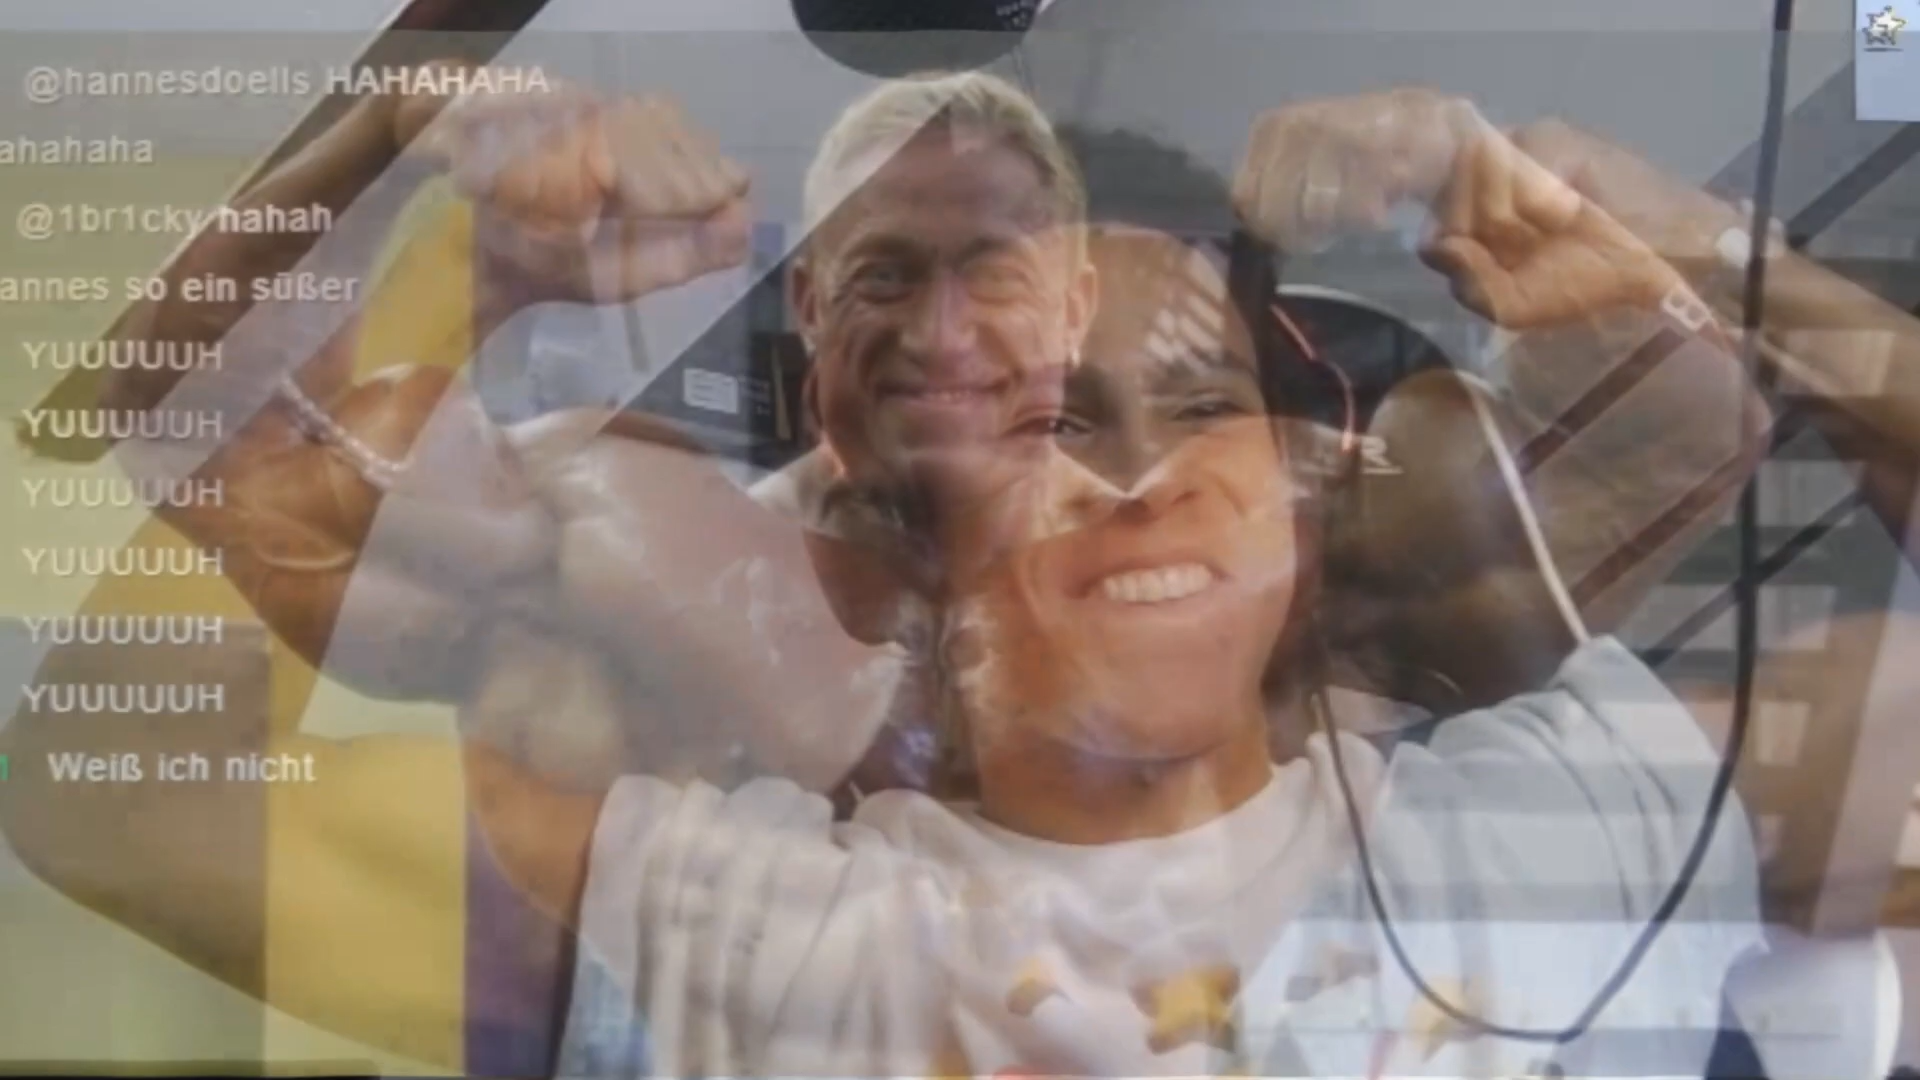 @hannesdoells HAHAHAHA
ahahaha
@1br1cky hahah
annes so ein süßer
YUUUUUH
YUUUUUH
YUUUUUH
YUUUUUH
YUUUUUH
YUUUUUH
Weiß ich nicht